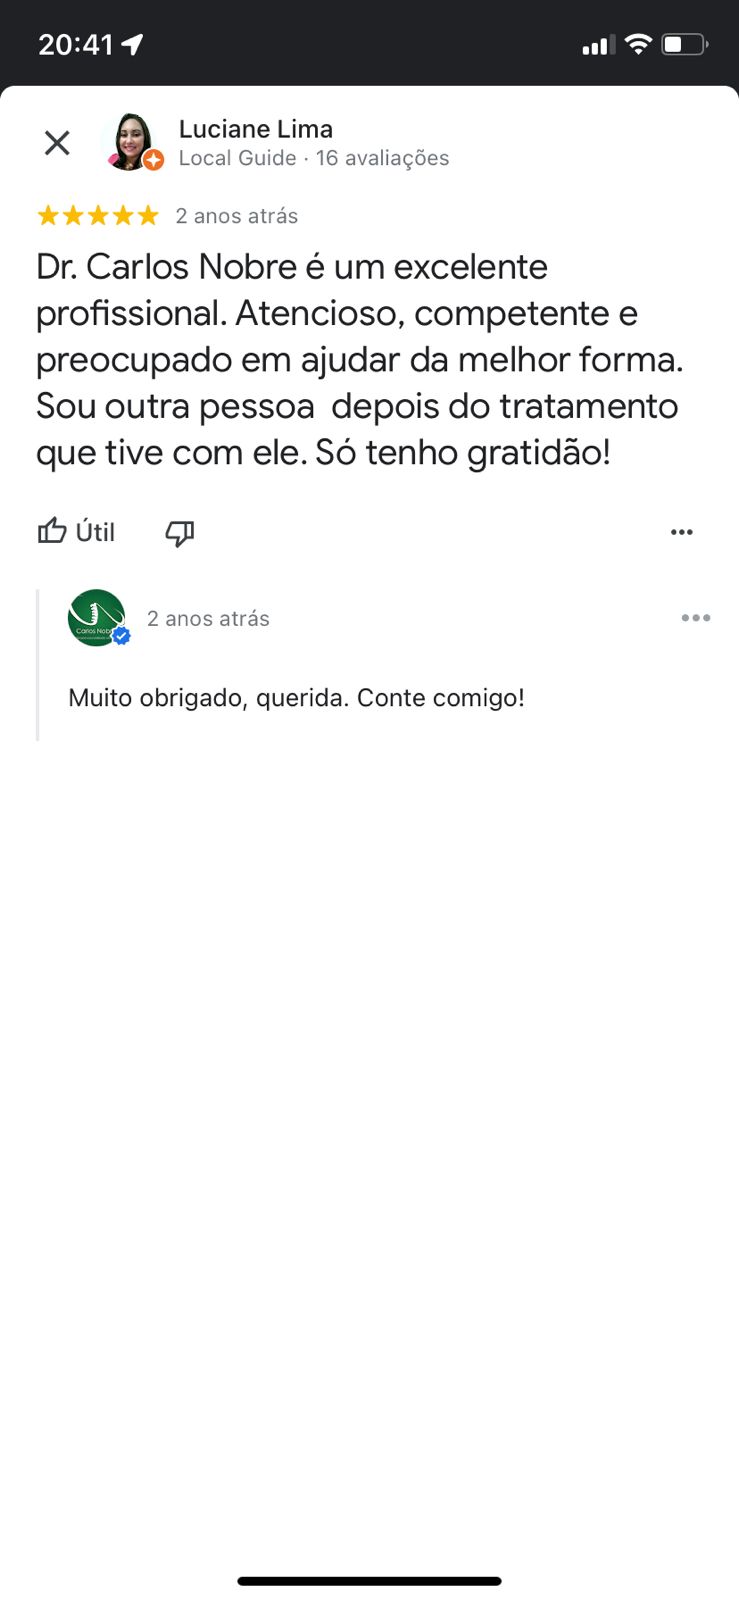 20:41
Luciane Lima
Local Guide · 16 avaliações
2 anos atrás
Dr. Carlos Nobre é um excelente
profissional. Atencioso, competente e
preocupado em ajudar da melhor forma.
Sou outra pessoa  depois do tratamento
que tive com ele. Só tenho gratidão!
Útil
2 anos atrás
Carlos
Muito obrigado, querida. Conte comigo!